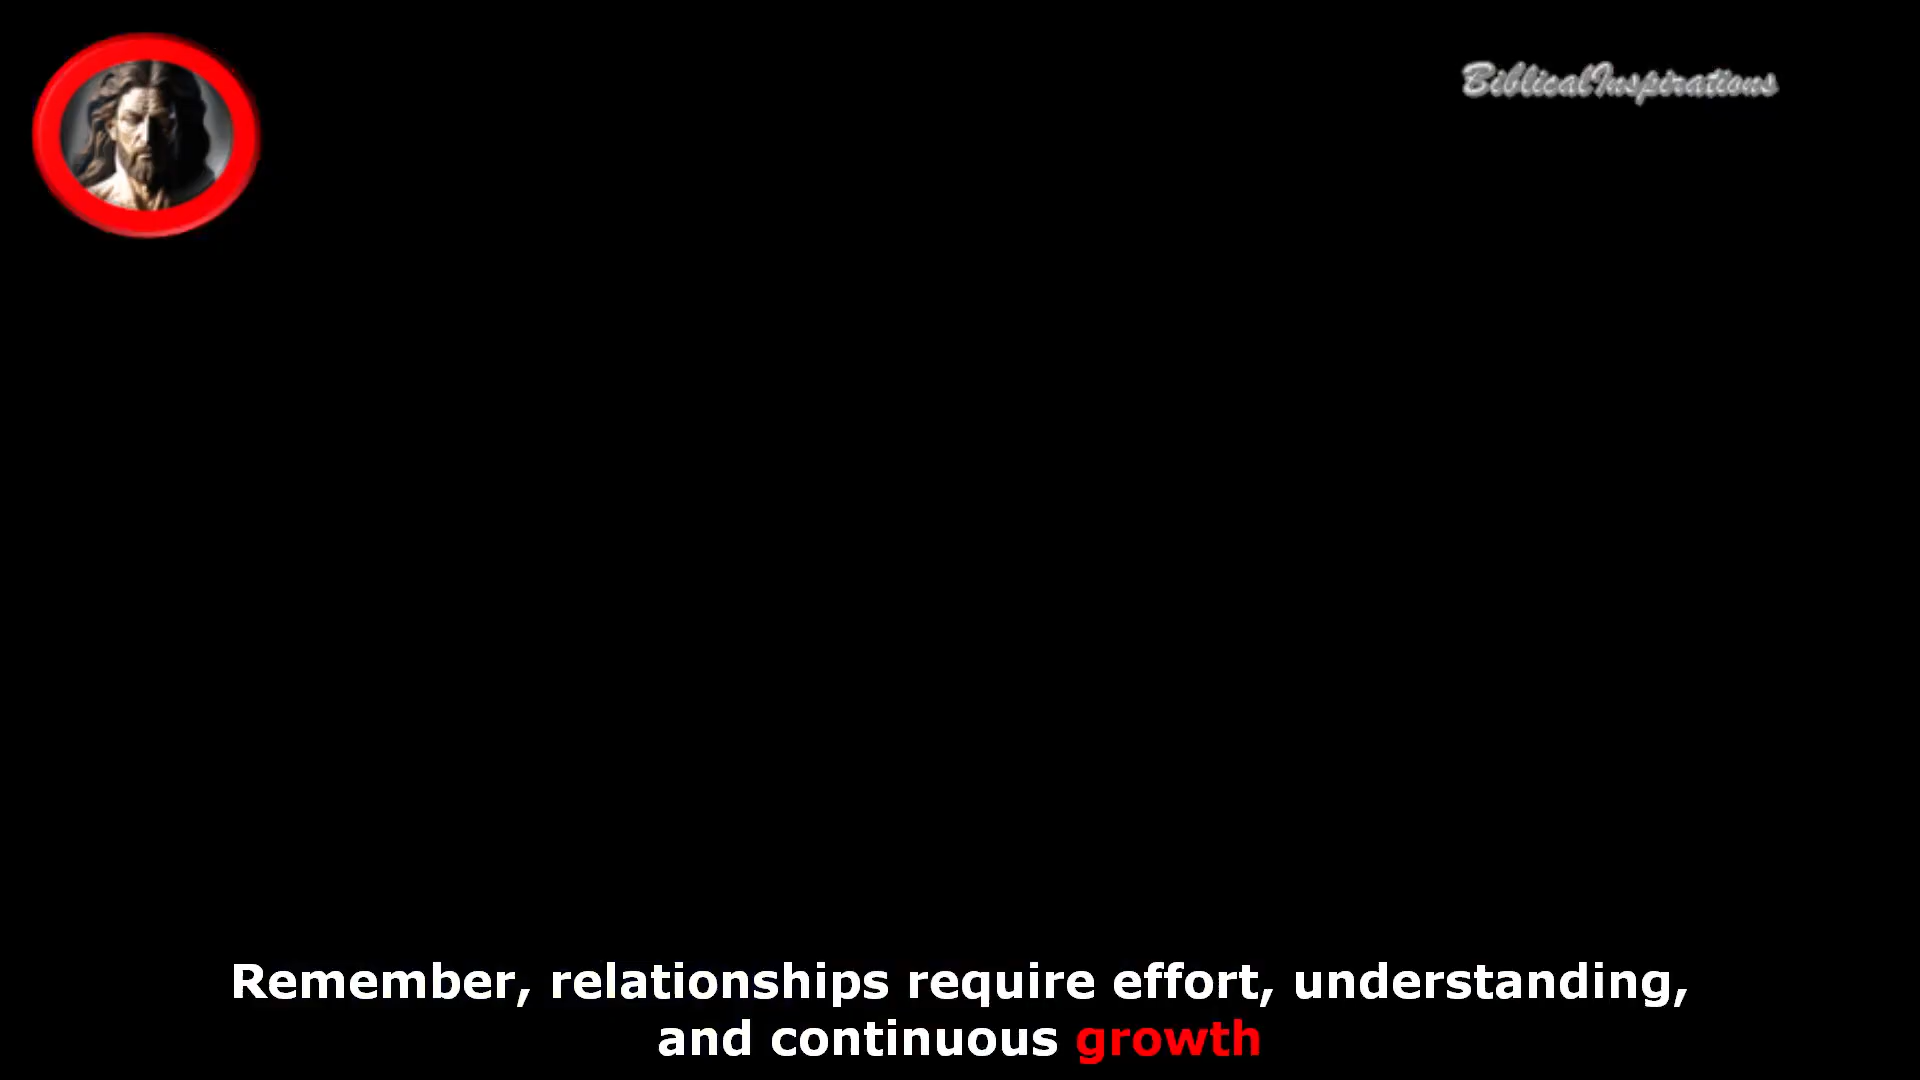 BiblicalInspirations
Remember, relationships require effort, understanding,
and continuous growth